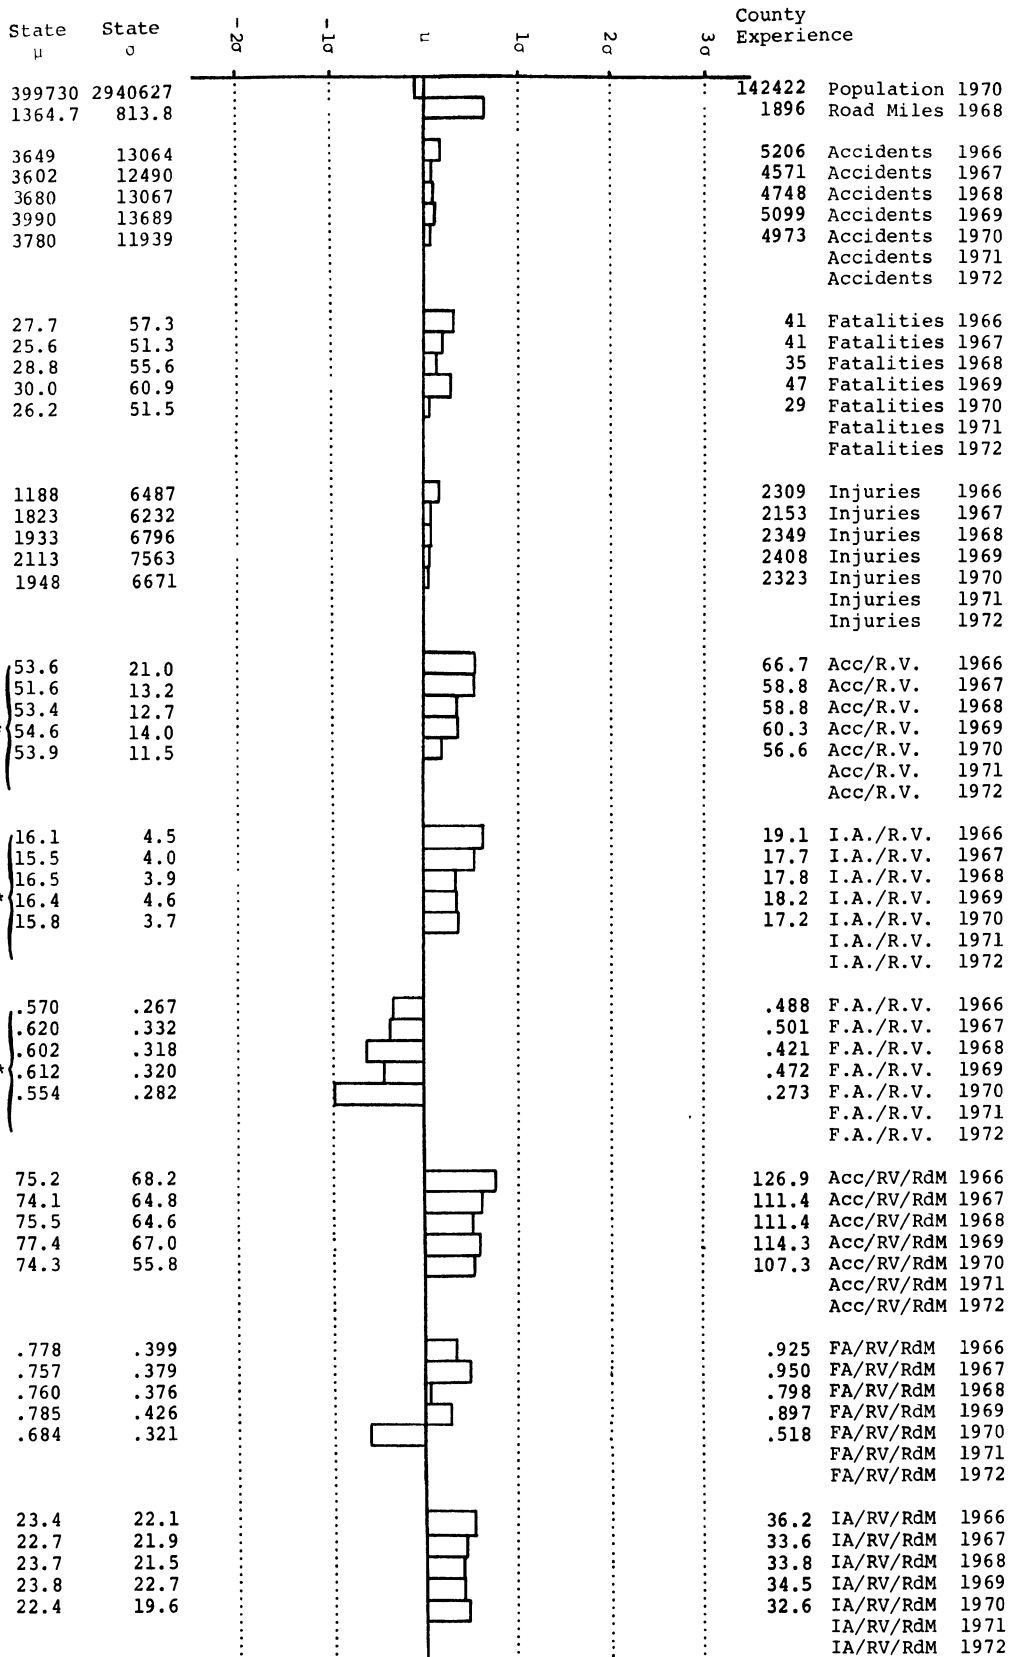 State State -2σ -1σ μ 1σ 2σ 3σ County
μ σ Experience
399730 2940627 142422 Population 1970
1364.7 813.8 1896 Road Miles 1968
3649 13064 5206 Accidents 1966
3602 12490 4571 Accidents 1967
3680 13067 4748 Accidents 1968
3990 13689 5099 Accidents 1969
3780 11939 4973 Accidents 1970
Accidents 1971
Accidents 1972
27.7 57.3 41 Fatalities 1966
25.6 51.3 41 Fatalities 1967
28.8 55.6 35 Fatalities 1968
30.0 60.9 47 Fatalities 1969
26.2 51.5 29 Fatalities 1970
Fatalities 1971
Fatalities 1972
1188 6487 2309 Injuries 1966
1823 6232 2153 Injuries 1967
1933 6796 2349 Injuries 1968
2113 7563 2408 Injuries 1969
1948 6671 2323 Injuries 1970
Injuries 1971
Injuries 1972
53.6 21.0 66.7 Acc/R.V. 1966
51.6 13.2 58.8 Acc/R.V. 1967
53.4 12.7 58.8 Acc/R.V. 1968
* 54.6 14.0 60.3 Acc/R.V. 1969
53.9 11.5 56.6 Acc/R.V. 1970
Acc/R.V. 1971
Acc/R.V. 1972
16.1 4.5 19.1 I.A./R.V. 1966
15.5 4.0 17.7 I.A./R.V. 1967
16.5 3.9 17.8 I.A./R.V. 1968
* 16.4 4.6 18.2 I.A./R.V. 1969
15.8 3.7 17.2 I.A./R.V. 1970
I.A./R.V. 1971
I.A./R.V. 1972
.570 .267 .488 F.A./R.V. 1966
.620 .332 .501 F.A./R.V. 1967
.602 .318 .421 F.A./R.V. 1968
* .612 .320 .472 F.A./R.V. 1969
.554 .282 .273 F.A./R.V. 1970
F.A./R.V. 1971
F.A./R.V. 1972
75.2 68.2 126.9 Acc/RV/RdM 1966
74.1 64.8 111.4 Acc/RV/RdM 1967
75.5 64.6 111.4 Acc/RV/RdM 1968
77.4 67.0 114.3 Acc/RV/RdM 1969
74.3 55.8 107.3 Acc/RV/RdM 1970
Acc/RV/RdM 1971
Acc/RV/RdM 1972
.778 .399 .925 FA/RV/RdM 1966
.757 .379 .950 FA/RV/RdM 1967
.760 .376 .798 FA/RV/RdM 1968
.785 .426 .897 FA/RV/RdM 1969
.684 .321 .518 FA/RV/RdM 1970
FA/RV/RdM 1971
FA/RV/RdM 1972
23.4 22.1 36.2 IA/RV/RdM 1966
22.7 21.9 33.6 IA/RV/RdM 1967
23.7 21.5 33.8 IA/RV/RdM 1968
23.8 22.7 34.5 IA/RV/RdM 1969
22.4 19.6 32.6 IA/RV/RdM 1970
IA/RV/RdM 1971
IA/RV/RdM 1972